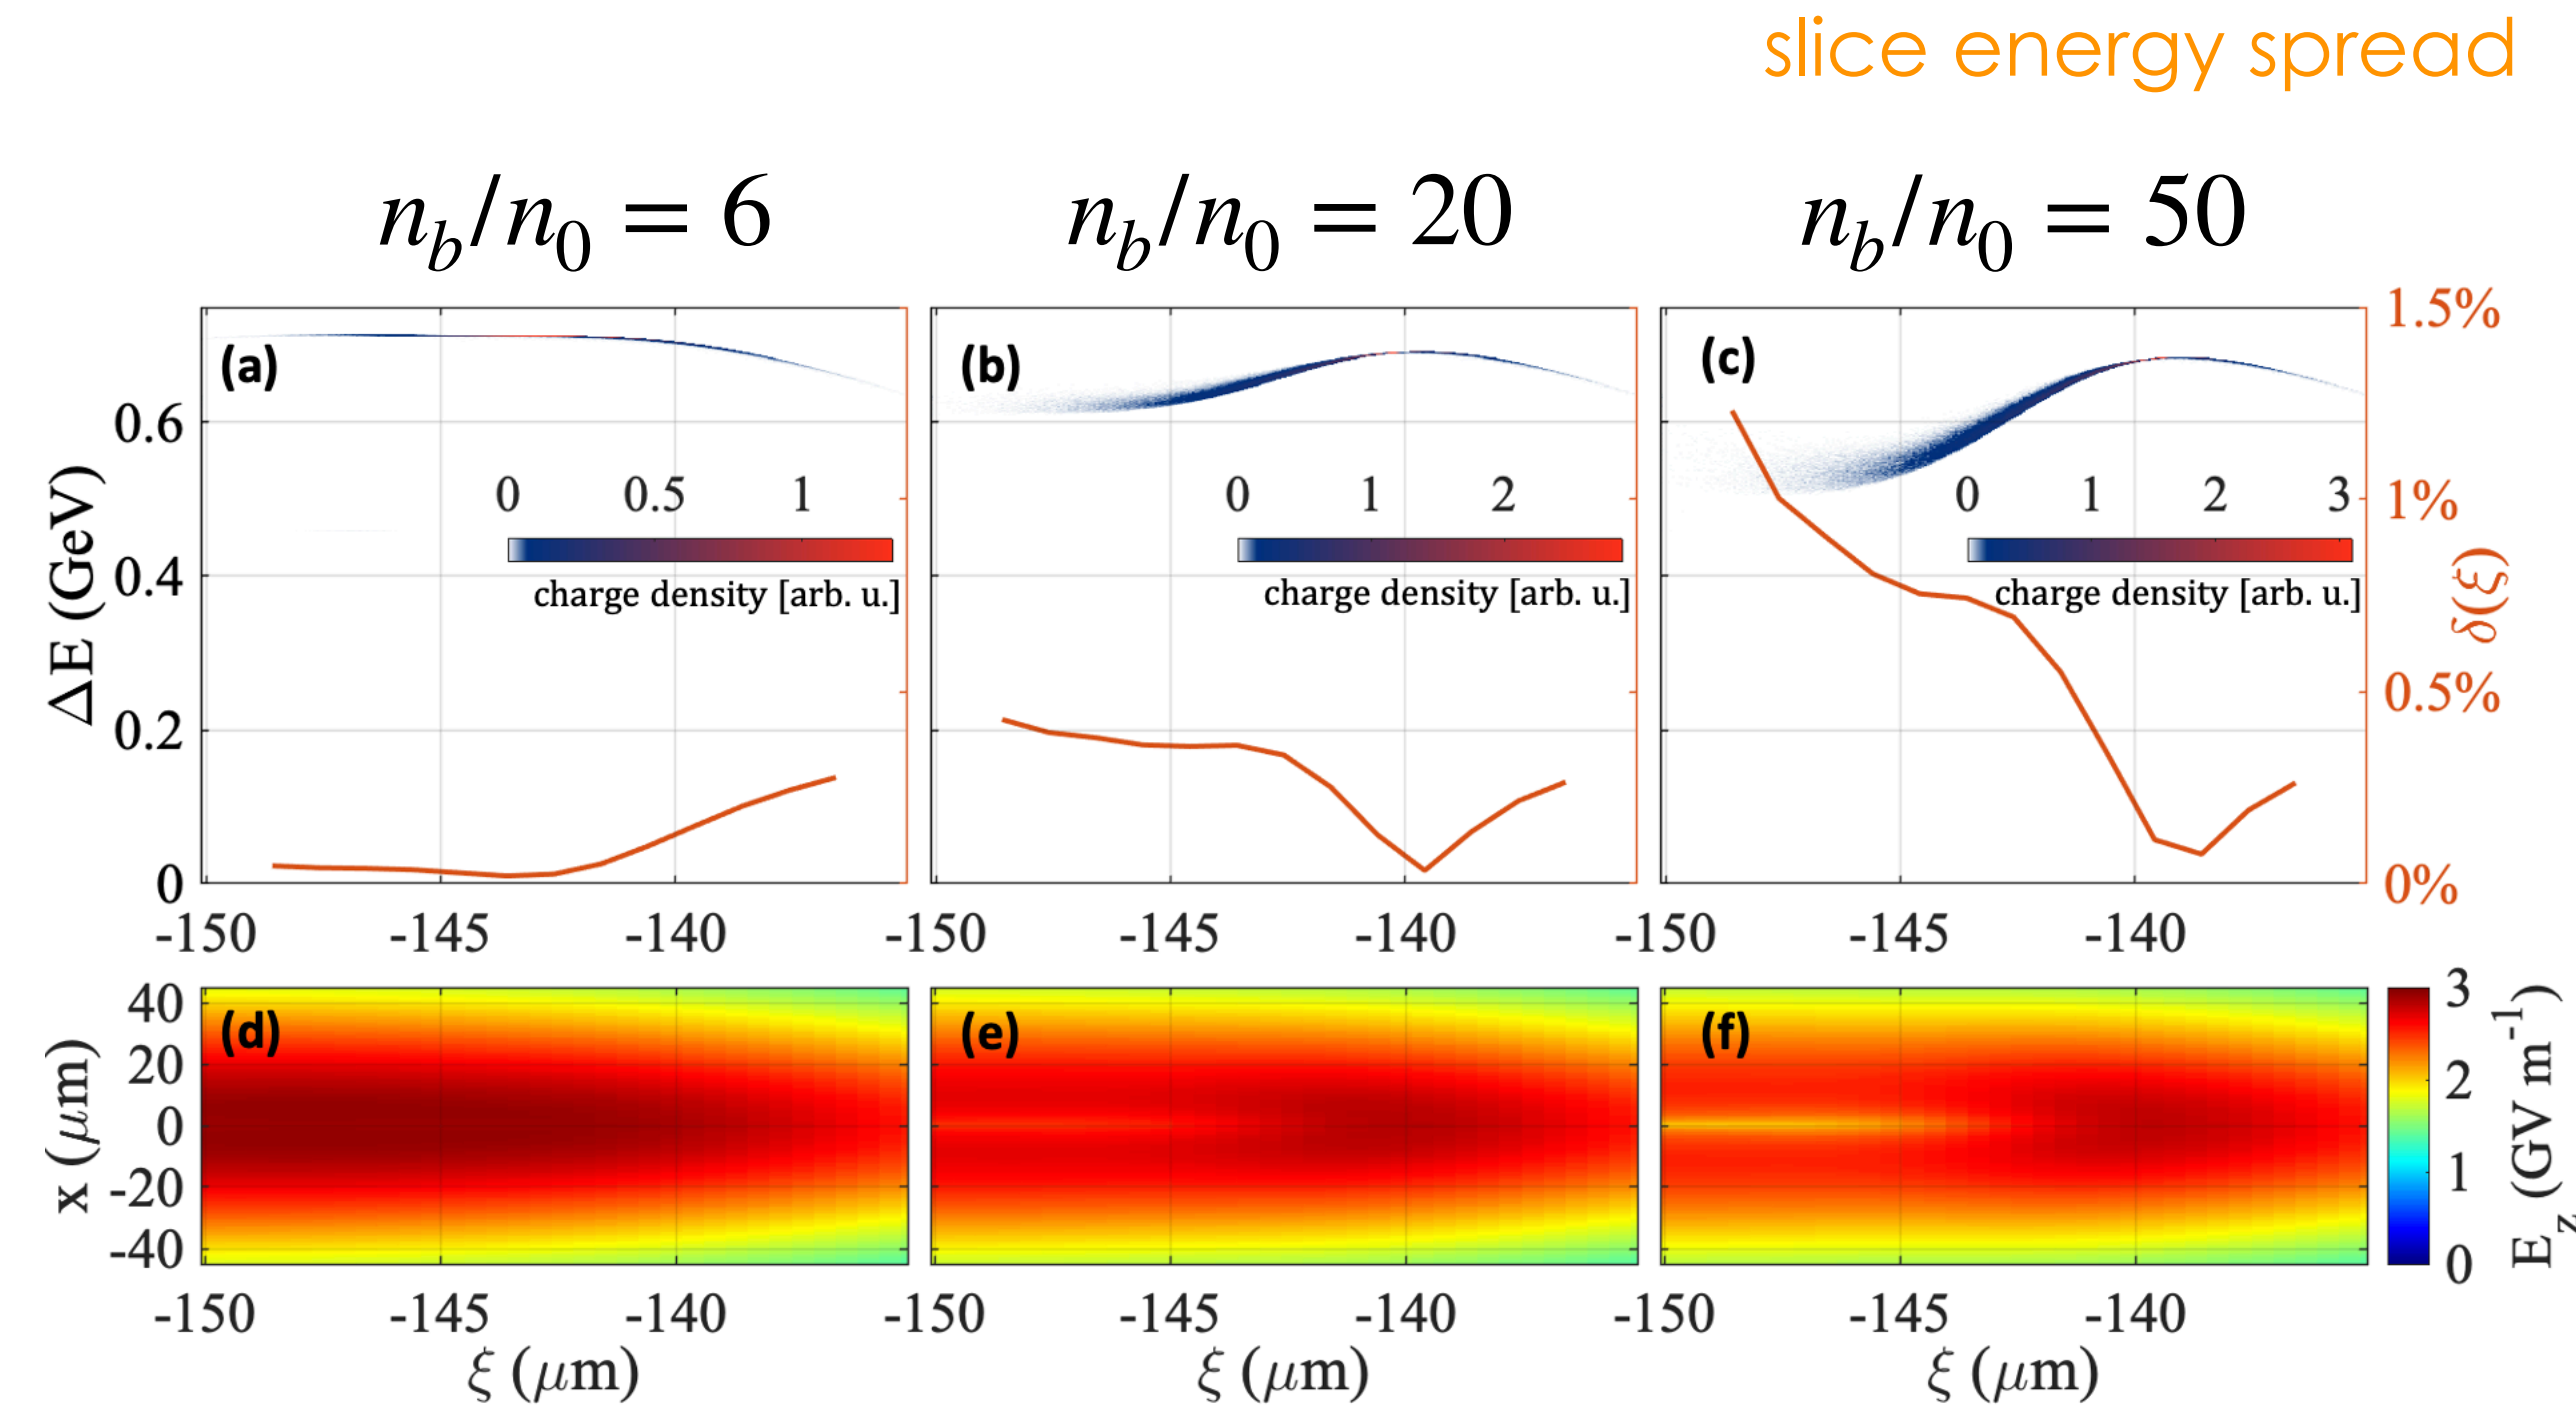 slice energy spread
n_b/n_0 = 6
n_b/n_0 = 20
n_b/n_0 = 50
(a)
(b)
(c)
ΔE (GeV)
0.6
0.4
0.2
0
0 0.5 1
charge density [arb. u.]
0 1 2
charge density [arb. u.]
0 1 2 3
charge density [arb. u.]
1.5%
1%
0.5%
0%
δ(ξ)
-150 -145 -140 -150 -145 -140 -150 -145 -140
(d)
(e)
(f)
x (μm)
40
20
0
-20
-40
3
2
1
0
E_z (GV m^-1)
-150 -145 -140 -150 -145 -140 -150 -145 -140
ξ (μm)
ξ (μm)
ξ (μm)